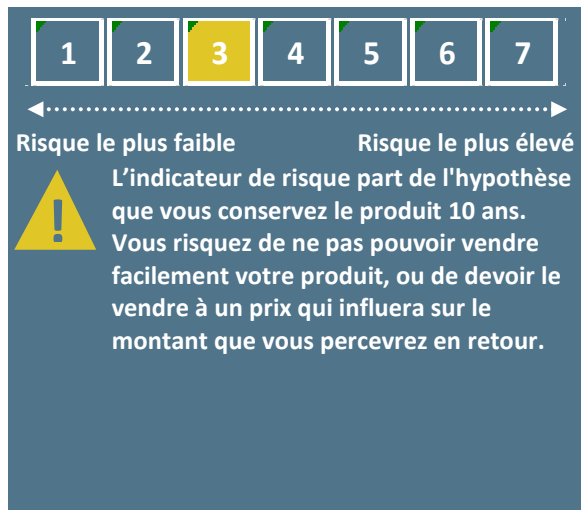 1 2 3 4 5 6 7
Risque le plus faible Risque le plus élevé
L’indicateur de risque part de l'hypothèse
que vous conservez le produit 10 ans.
Vous risquez de ne pas pouvoir vendre
facilement votre produit, ou de devoir le
vendre à un prix qui influera sur le
montant que vous percevrez en retour.
!